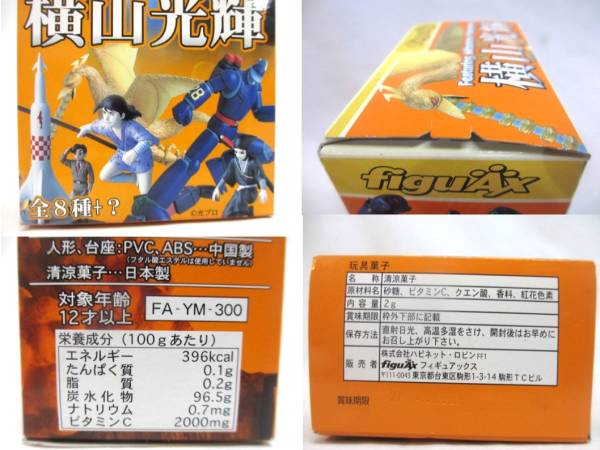 横山光輝
28
全8種+?
©光プロ
Featuring
横山光輝
figuAx
人形、台座:PVC、ABS…中国製
(フタル酸エステルは使用していません)
清涼菓子…日本製
対象年齢
12才以上
FA-YM-300
栄養成分(100gあたり)
エネルギー 396kcal
たんぱく質 0.1g
脂質 0.2g
炭水化物 96.5g
ナトリウム 0.7mg
ビタミンC 2000mg
玩具菓子
名称 清涼菓子
原材料名 砂糖、ビタミンC、クエン酸、香料、紅花色素
内容量 2g
賞味期限 枠外下部に記載
保存方法 直射日光、高温多湿をさけ、開封後はお早めに
お召し上がり下さい。
販売者 株式会社ハピネット・ロビンFF1
figuAx フィギュアックス
〒111-0043 東京都台東区駒形1-3-14 駒形TCビル
賞味期限